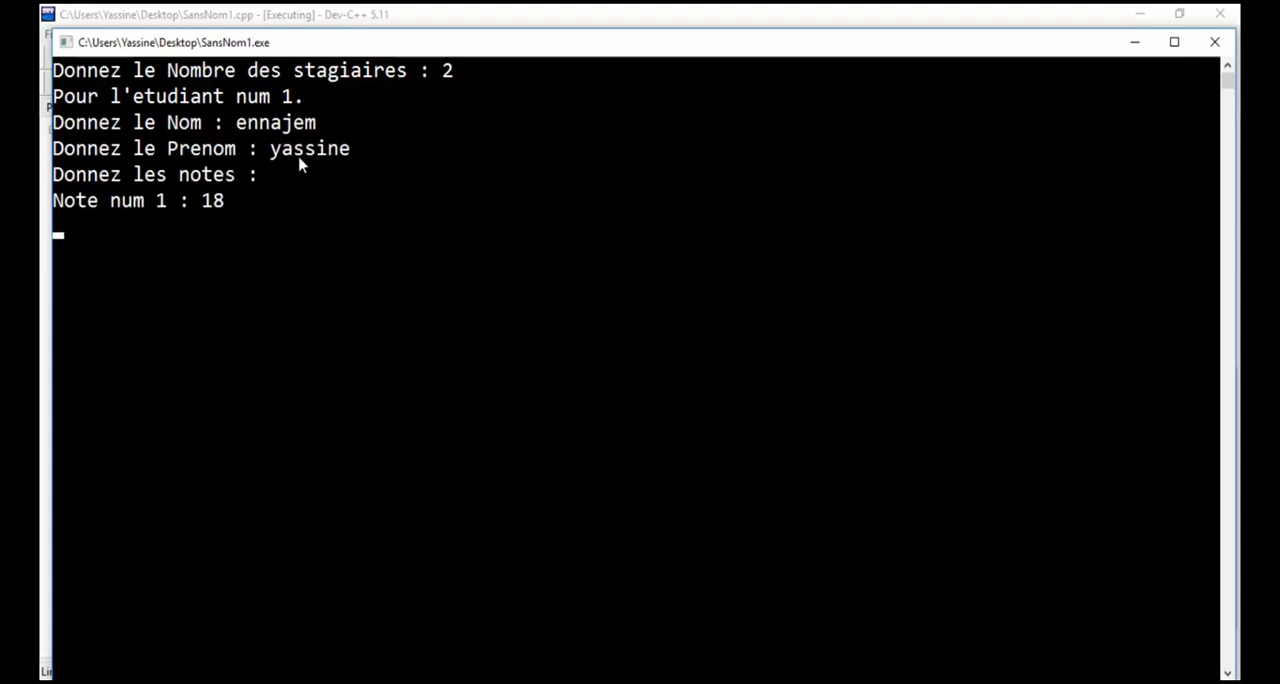 C:\Users\Yassine\Desktop\SansNom1.cpp - [Executing] - Dev-C++ 5.11
C:\Users\Yassine\Desktop\SansNom1.exe
Donnez le Nombre des stagiaires : 2
Pour l'etudiant num 1.
Donnez le Nom : ennajem
Donnez le Prenom : yassine
Donnez les notes :
Note num 1 : 18